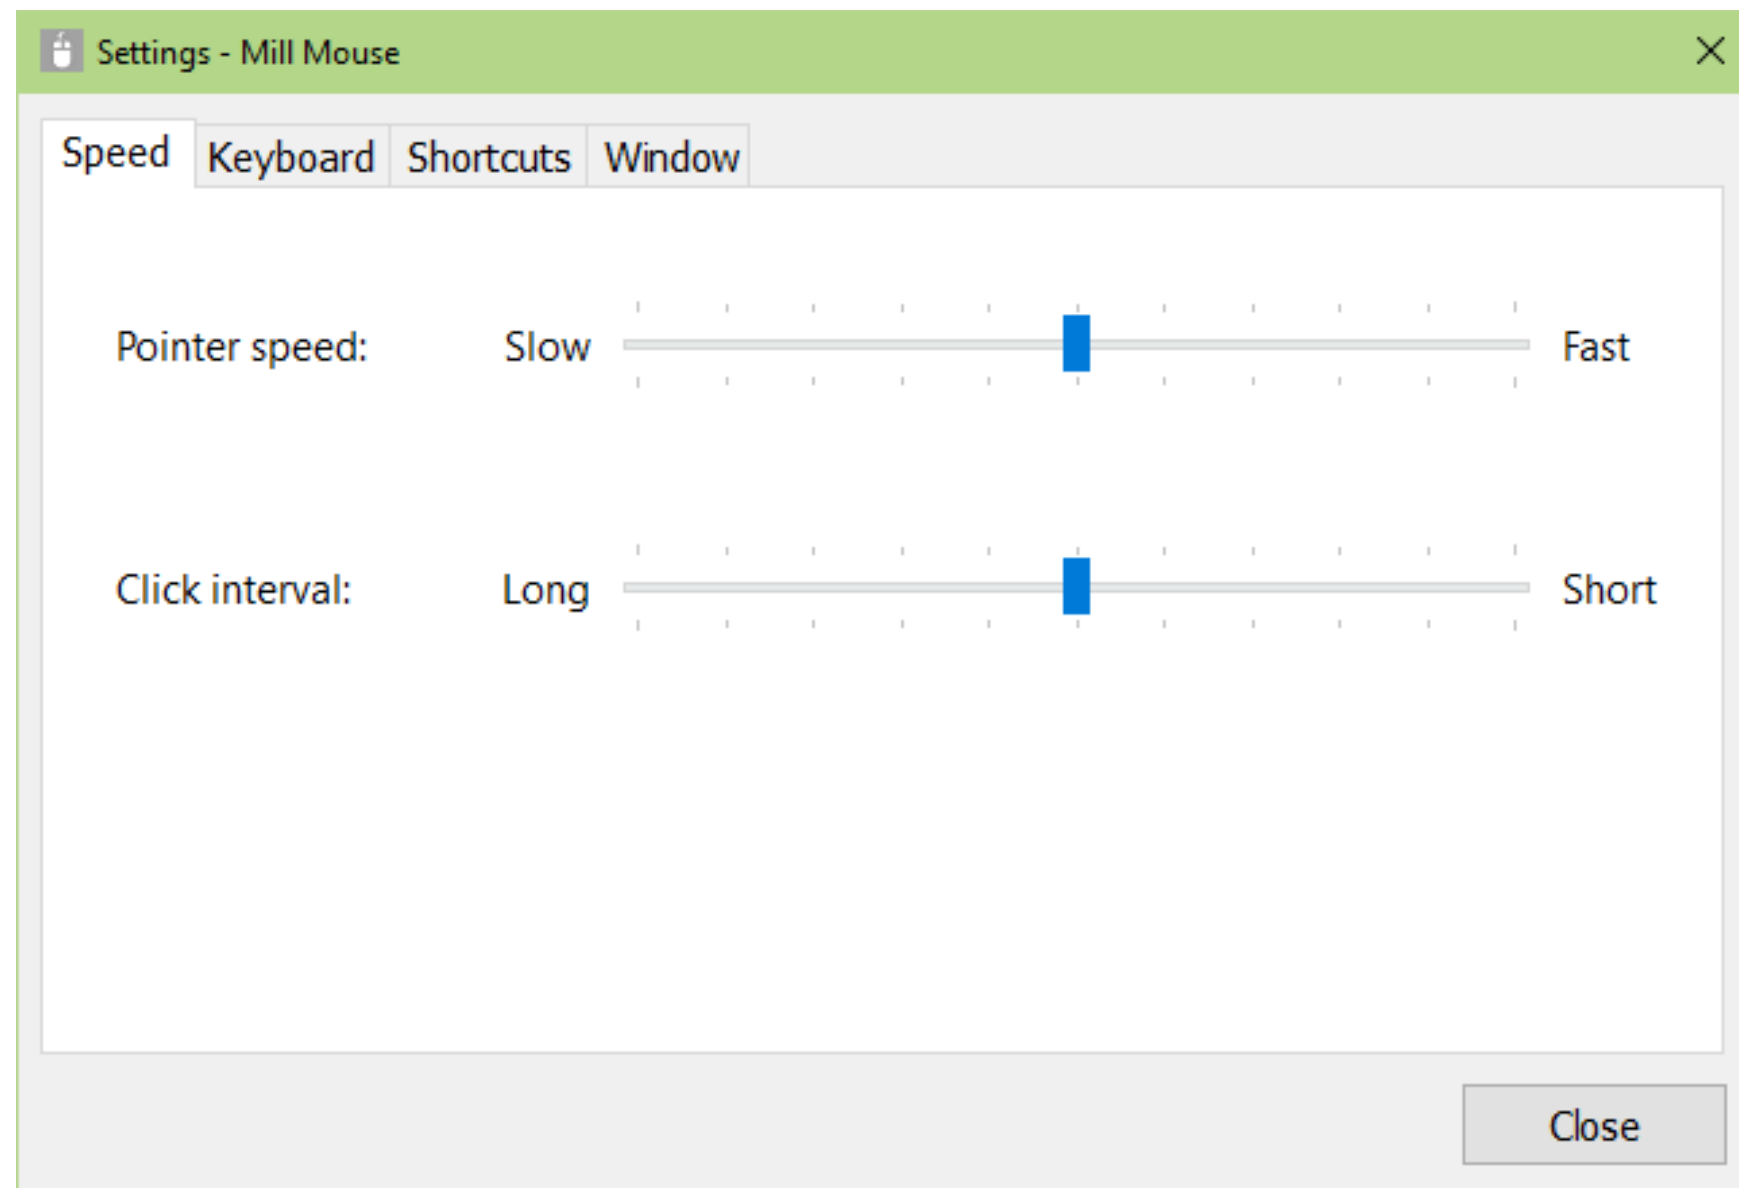 Settings - Mill Mouse
Speed Keyboard Shortcuts Window
Pointer speed: Slow Fast
Click interval: Long Short
Close